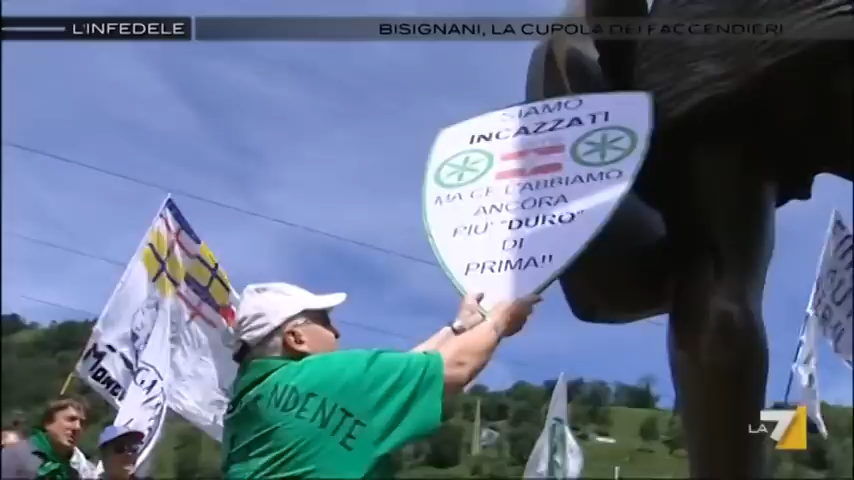 L'INFEDELE
BISIGNANI, LA CUPOLA DEI FACCENDIERI
SIAMO
INCAZZATI
MA CE L'ABBIAMO
ANCORA
PIU' "DURO"
DI
PRIMA!!
NDENTE
LA7